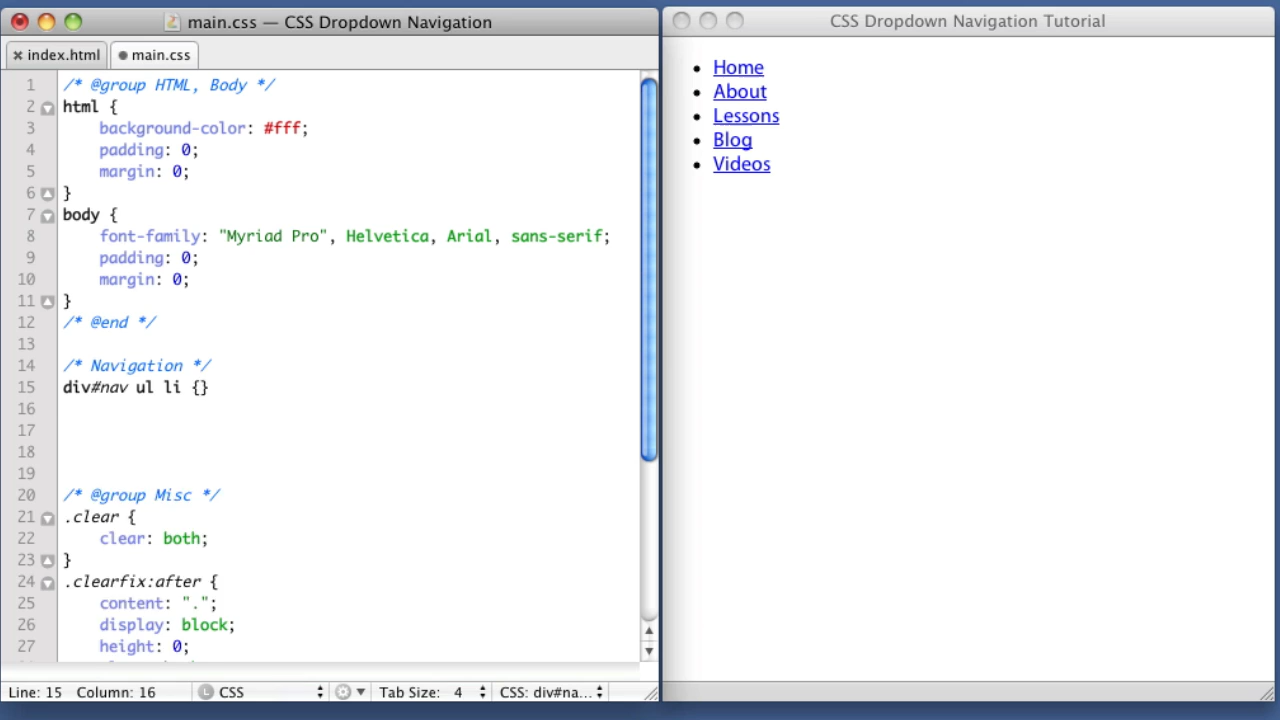 main.css — CSS Dropdown Navigation
index.html
main.css
1 /* @group HTML, Body */
2 html {
3 background-color: #fff;
4 padding: 0;
5 margin: 0;
6 }
7 body {
8 font-family: "Myriad Pro", Helvetica, Arial, sans-serif;
9 padding: 0;
10 margin: 0;
11 }
12 /* @end */
13
14 /* Navigation */
15 div#nav ul li {}
16
17
18
19
20 /* @group Misc */
21 .clear {
22 clear: both;
23 }
24 .clearfix:after {
25 content: ".";
26 display: block;
27 height: 0;
Line: 15 Column: 16
L CSS
Tab Size: 4
CSS: div#na...
CSS Dropdown Navigation Tutorial
Home
About
Lessons
Blog
Videos